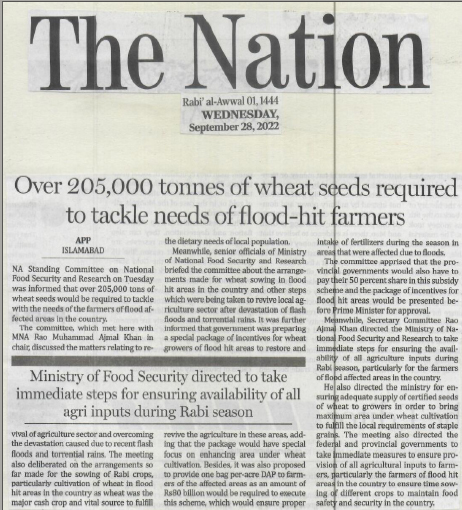 The Nation
Rabi' al-Awwal 01, 1444
WEDNESDAY,
September 28, 2022
Over 205,000 tonnes of wheat seeds required
to tackle needs of flood-hit farmers
APP
ISLAMABAD
NA Standing Committee on National
Food Security and Research on Tuesday
was informed that over 205,000 tons of
wheat seeds would be required to tackle
with the needs of the farmers of flood af-
fected areas in the country.
The committee, which met here with
MNA Rao Muhammad Ajmal Khan in
chair, discussed the matters relating to re-
Ministry of Food Security directed to take
immediate steps for ensuring availability of all
agri inputs during Rabi season
vival of agriculture sector and overcoming
the devastation caused due to recent flash
floods and torrential rains. The meeting
also deliberated on the arrangements so
far made for the sowing of Rabi crops,
particularly cultivation of wheat in flood
hit areas in the country as wheat was the
major cash crop and vital source to fulfill
the dietary needs of local population.
Meanwhile, senior officials of Ministry
of National Food Security and Research
briefed the committee about the arrange-
ments made for wheat sowing in flood
hit areas in the country and other steps
which were being taken to revive local ag-
riculture sector after devastation of flash
floods and torrential rains. It was further
informed that government was preparing
a special package of incentives for wheat
growers of flood hit areas to restore and
revive the agriculture in these areas, add-
ing that the package would have special
focus on enhancing area under wheat
cultivation. Besides, it was also proposed
to provide one bag per-acre DAP to farm-
ers of the affected areas as an amount of
Rs80 billion would be required to execute
this scheme, which would ensure proper
intake of fertilizers during the season in
areas that were affected due to floods.
The committee apprised that the pro-
vincial governments would also have to
pay their 50 percent share in this subsidy
scheme and the package of incentives for
flood hit areas would be presented be-
fore Prime Minister for approval.
Meanwhile, Secretary Committee Rao
Ajmal Khan directed the Ministry of Na-
tional Food Security and Research to take
immediate steps for ensuring the avail-
ability of all agriculture inputs during
Rabi season, particularly for the farmers
of flood affected areas in the country.
He also directed the ministry for en-
suring adequate supply of certified seeds
of wheat to growers in order to bring
maximum area under wheat cultivation
to fulfill the local requirements of staple
grains. The meeting also directed the
federal and provincial governments to
take immediate measures to ensure pro-
vision of all agricultural inputs to farm-
ers, particularly the farmers of flood hit
areas in the country to ensure time sow-
ing of different crops to maintain food
safety and security in the country.